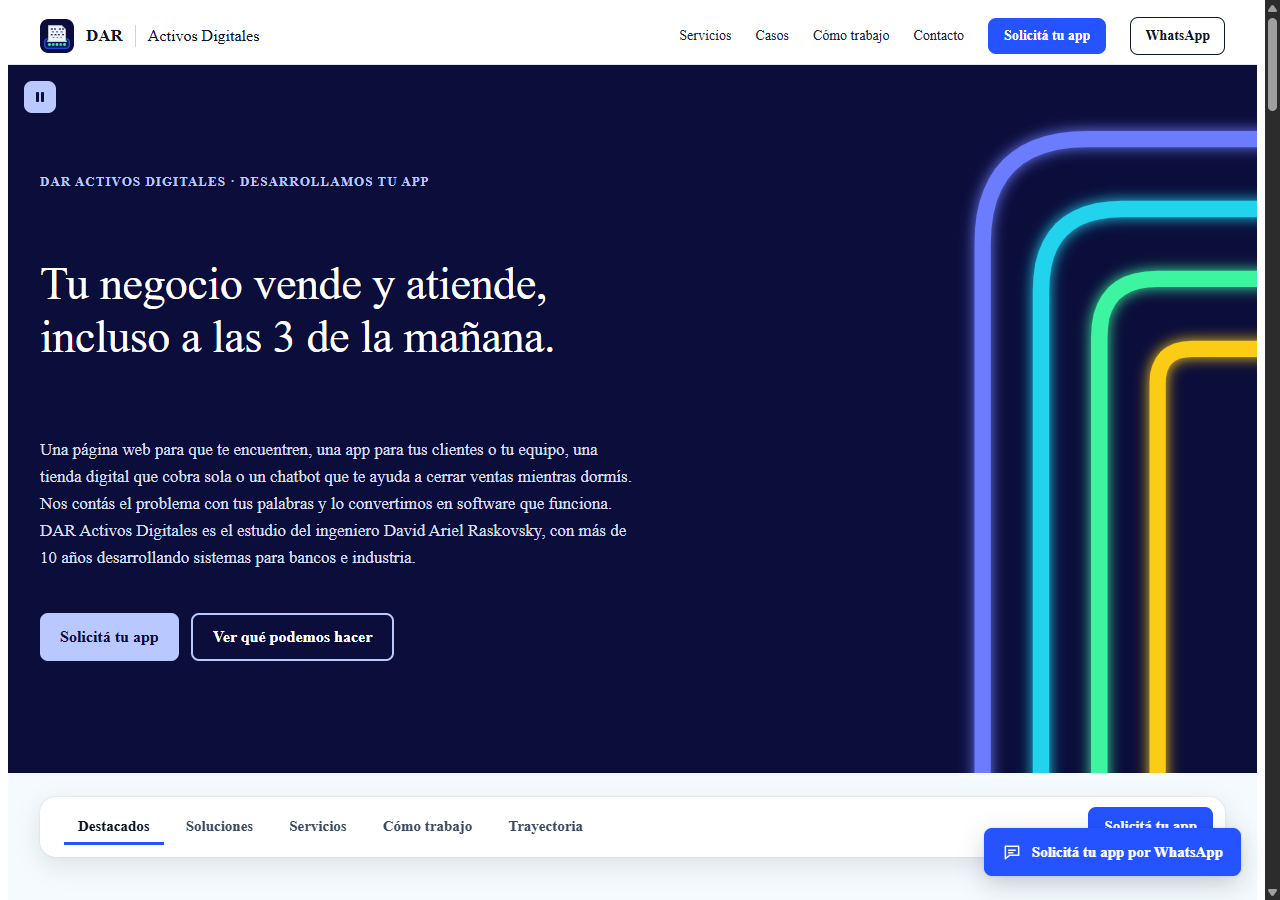 DAR Activos Digitales
Servicios Casos Cómo trabajo Contacto Solicitá tu app WhatsApp
DAR ACTIVOS DIGITALES · DESARROLLAMOS TU APP
Tu negocio vende y atiende,
incluso a las 3 de la mañana.
Una página web para que te encuentren, una app para tus clientes o tu equipo, una
tienda digital que cobra sola o un chatbot que te ayuda a cerrar ventas mientras dormís.
Nos contás el problema con tus palabras y lo convertimos en software que funciona.
DAR Activos Digitales es el estudio del ingeniero David Ariel Raskovsky, con más de
10 años desarrollando sistemas para bancos e industria.
Solicitá tu app Ver qué podemos hacer
Destacados Soluciones Servicios Cómo trabajo Trayectoria Solicitá tu app
Solicitá tu app por WhatsApp